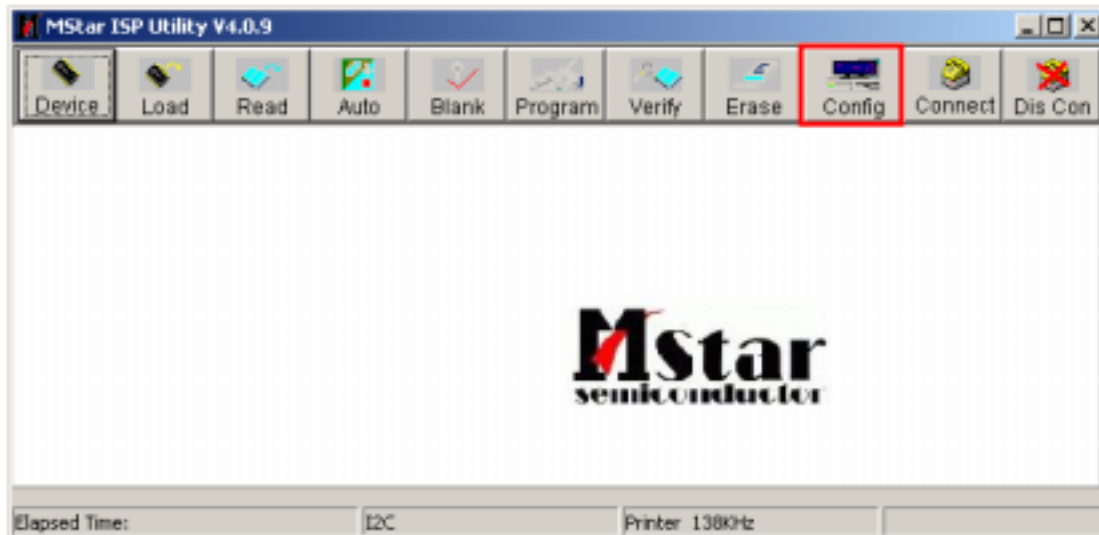 MStar ISP Utility V4.0.9
Device Load Read Auto Blank Program Verify Erase Config Connect Dis Con
MStar
semiconductor
Elapsed Time: I2C Printer 138KHz